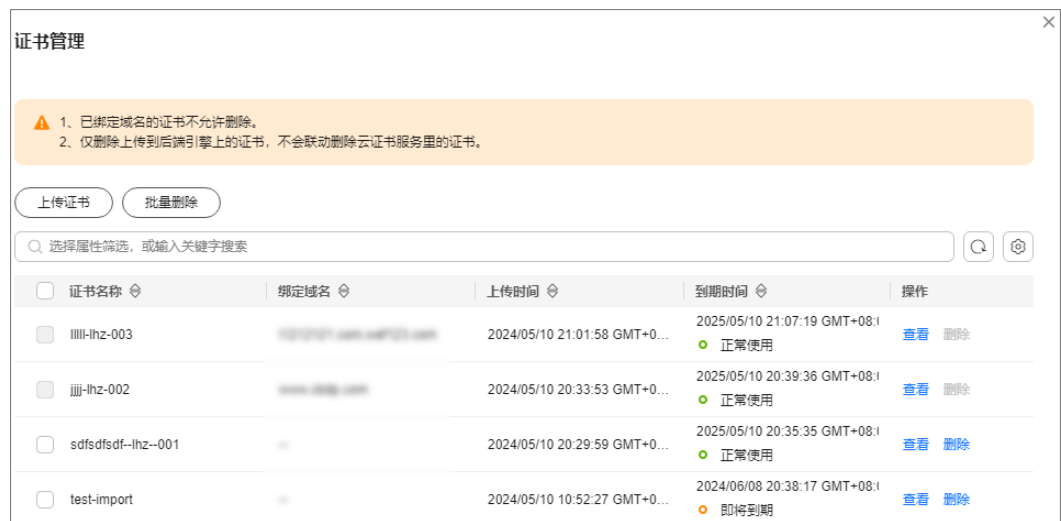 证书管理
1、已绑定域名的证书不允许删除。
2、仅删除上传到后端引擎上的证书，不会联动删除云证书服务里的证书。
上传证书 批量删除
选择属性筛选，或输入关键字搜索
证书名称 绑定域名 上传时间 到期时间 操作
lllll-lhz-003 2024/05/10 21:01:58 GMT+0... 2025/05/10 21:07:19 GMT+08: 查看 删除
正常使用
jjjj-lhz-002 2024/05/10 20:33:53 GMT+0... 2025/05/10 20:39:36 GMT+08: 查看 删除
正常使用
sdfsdfsdf--lhz--001 2024/05/10 20:29:59 GMT+0... 2025/05/10 20:35:35 GMT+08: 查看 删除
正常使用
test-import 2024/05/10 10:52:27 GMT+0... 2024/06/08 20:38:17 GMT+08: 查看 删除
即将到期